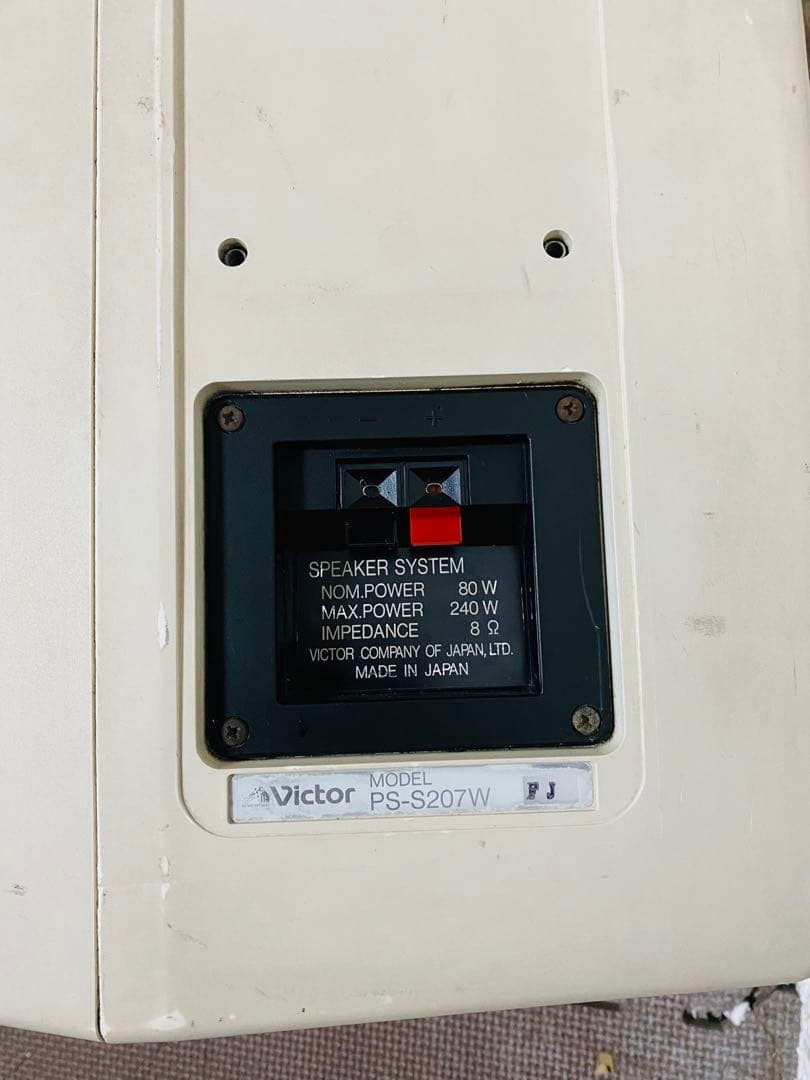 − +
SPEAKER SYSTEM
NOM.POWER 80 W
MAX.POWER 240 W
IMPEDANCE 8 Ω
VICTOR COMPANY OF JAPAN, LTD.
MADE IN JAPAN
Victor MODEL PS-S207W FJ